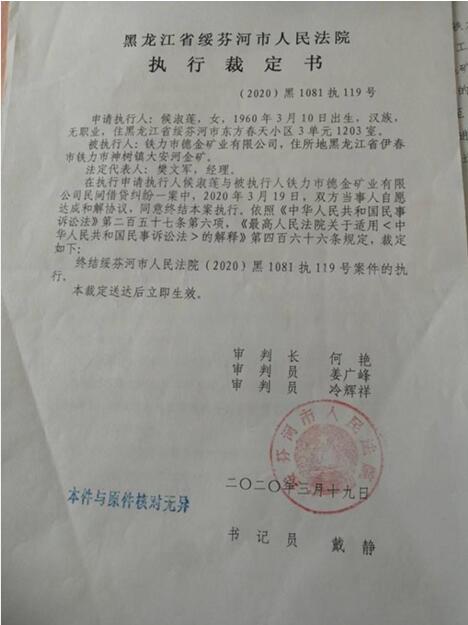 黑龙江省绥芬河市人民法院
执行裁定书
（2020）黑1081执119号
申请执行人：候淑莲，女，1960年3月10日出生，汉族，
无职业，住黑龙江省绥芬河市东方春天小区3单元1203室。
被执行人：铁力市德金矿业有限公司，住所地黑龙江省伊春
市铁力市神树镇大安河金矿。
法定代表人：樊文军，经理。
在执行申请执行人候淑莲与被执行人铁力市德金矿业有限
公司民间借贷纠纷一案中，2020年3月19日，双方当事人自愿
达成和解协议，同意终结本案执行。依照《中华人民共和国民事
诉讼法》第二百五十七条第六项，《最高人民法院关于适用<中
华人民共和国民事诉讼法>的解释》第四百六十六条规定，裁定
如下：
终结绥芬河市人民法院（2020）黑1081执119号案件的执
行。
本裁定送达后立即生效。
审判长 何艳
审判员 姜广峰
审判员 冷辉祥
绥芬河市人民法院
二〇二〇年三月十九日
本件与原件核对无异
书记员 戴静